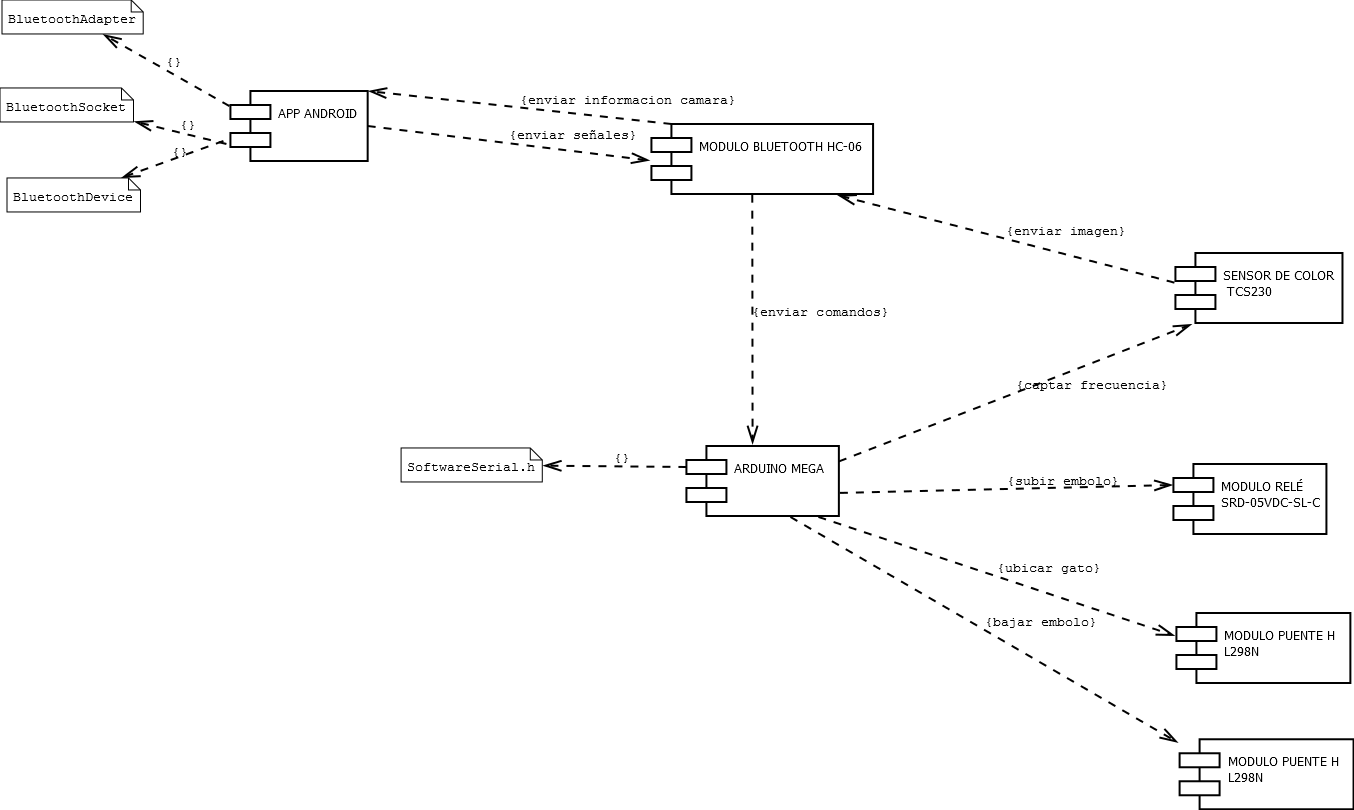 BluetoothAdapter
{}
BluetoothSocket
{}
{}
BluetoothDevice
APP ANDROID
{enviar informacion camara}
{enviar señales}
MODULO BLUETOOTH HC-06
{enviar imagen}
SENSOR DE COLOR
TCS230
{enviar comandos}
{captar frecuencia}
SoftwareSerial.h
{}
ARDUINO MEGA
{subir embolo}
MODULO RELÉ
SRD-05VDC-SL-C
{ubicar gato}
{bajar embolo}
MODULO PUENTE H
L298N
MODULO PUENTE H
L298N